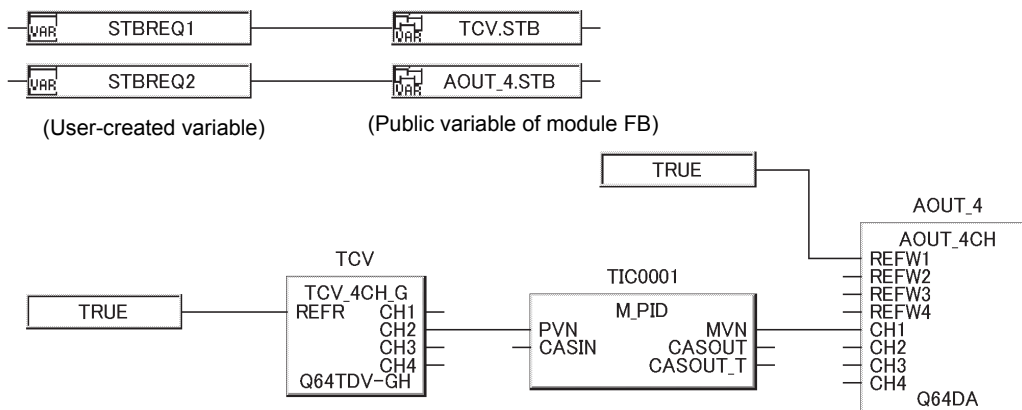 VAR STBREQ1 VAR TCV.STB
VAR STBREQ2 VAR AOUT_4.STB
(User-created variable) (Public variable of module FB)
TRUE
AOUT_4
AOUT_4CH
REFW1
REFW2
REFW3
REFW4
CH1
CH2
CH3
CH4
Q64DA
TCV
TCV_4CH_G
TRUE
REFR CH1
CH2
CH3
CH4
Q64TDV-GH
TIC0001
M_PID
PVN MVN
CASIN CASOUT
CASOUT_T